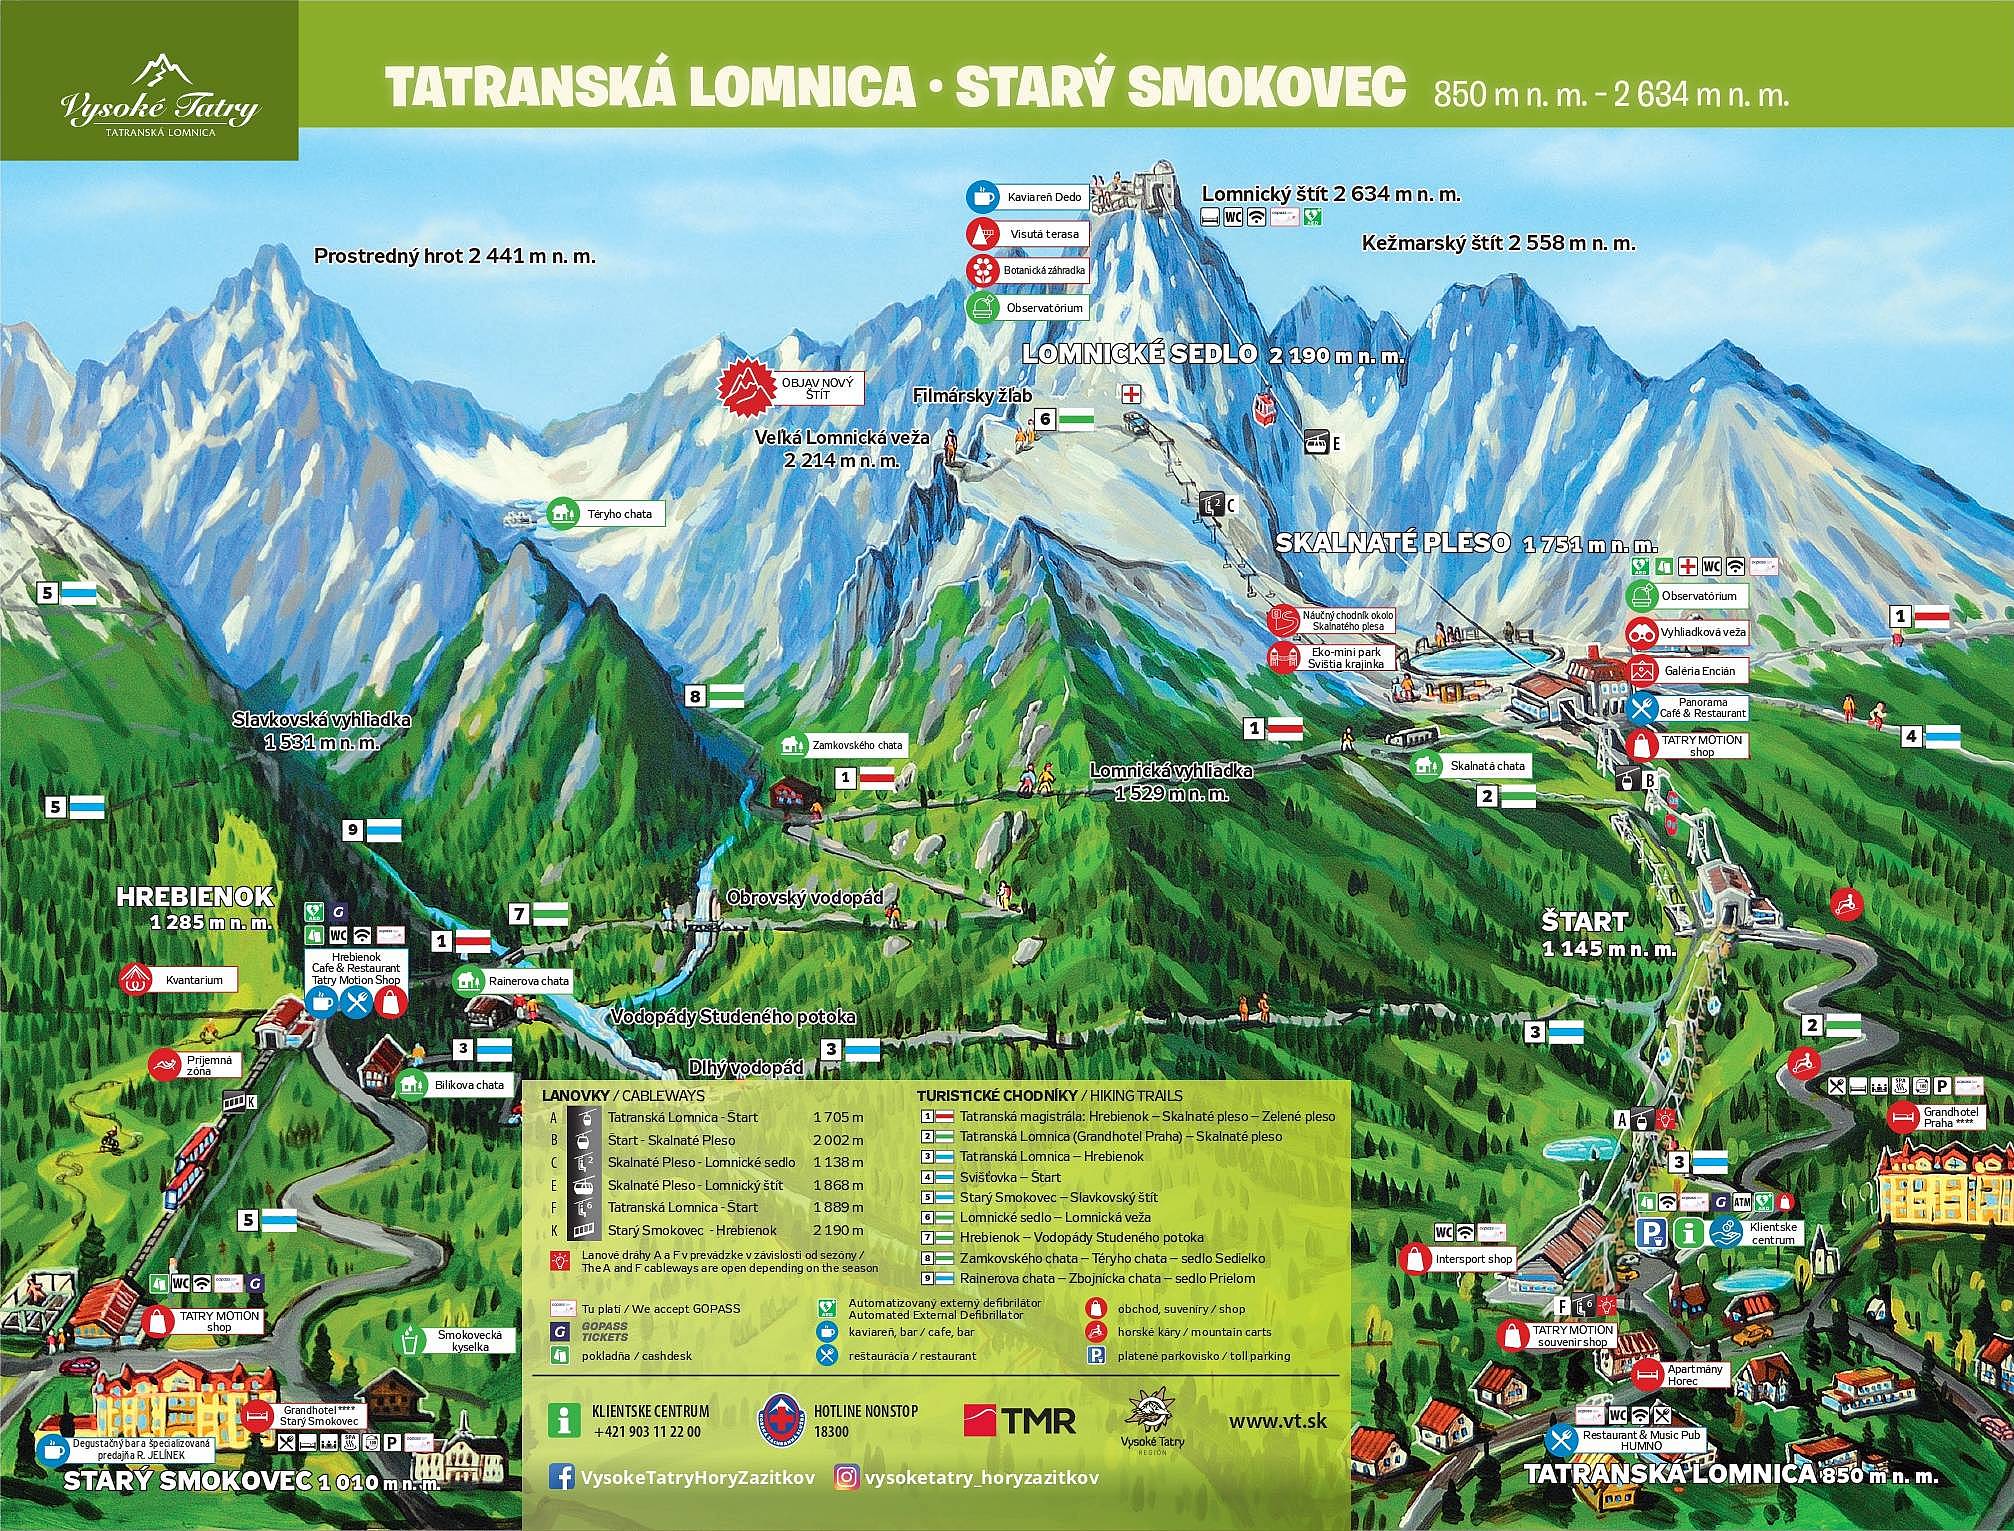 Vysoké Tatry
TATRANSKÁ LOMNICA
TATRANSKÁ LOMNICA • STARÝ SMOKOVEC 850 m n. m. - 2 634 m n. m.
Kaviareň Dedo
Visutá terasa
Botanická záhradka
Observatórium
Lomnický štít 2 634 m n. m.
WC
AED
Kežmarský štít 2 558 m n. m.
Prostredný hrot 2 441 m n. m.
LOMNICKÉ SEDLO 2 190 m n. m.
OBJAV NOVÝ
ŠTÍT
Filmársky žľab
6
Veľká Lomnická veža
2 214 m n. m.
E
2 C
Téryho chata
SKALNATÉ PLESO 1 751 m n. m.
AED WC
Observatórium
Vyhliadková veža
Galéria Encián
Panorama
Café & Restaurant
TATRY MOTION
shop
Náučný chodník okolo
Skalnatého plesa
Eko-mini park
Svištia krajinka
5
1
8
4
Slavkovská vyhliadka
1 531 m n. m.
Zamkovského chata
1
1
Lomnická vyhliadka
1 529 m n. m.
Skalnatá chata
2
B
5
9
HREBIENOK
1 285 m n. m.
AED G
WC
Hrebienok
Cafe & Restaurant
Tatry Motion Shop
Kvantarium
7
1
Obrovský vodopád
Rainerova chata
Vodopády Studeného potoka
ŠTART
1 145 m n. m.
3
3
3
2
Dlhý vodopád
Príjemná
zóna
Bilíkova chata
K
5
SPA P
Grandhotel
Praha ****
A
3
G ATM AED
P i Klientske
centrum
WC
Intersport shop
F 6
TATRY MOTION
souvenir shop
Apartmány
Horec
WC
Restaurant & Music Pub
HUMNO
TATRANSKÁ LOMNICA 850 m n. m.
WC G
TATRY MOTION
shop
Smokovecká
kyselka
Grandhotel ****
Starý Smokovec
SPA P
Degustačný bar a špecializovaná
predajňa R. JELÍNEK
STARÝ SMOKOVEC 1 010 m n. m.
LANOVKY / CABLEWAYS
A Tatranská Lomnica - Štart 1 705 m
B Štart - Skalnaté Pleso 2 002 m
C 2 Skalnaté Pleso - Lomnické sedlo 1 138 m
E Skalnaté Pleso - Lomnický štít 1 868 m
F 6 Tatranská Lomnica - Štart 1 889 m
K Starý Smokovec - Hrebienok 2 190 m
Lanové dráhy A a F v prevádzke v závislosti od sezóny /
The A and F cableways are open depending on the season
TURISTICKÉ CHODNÍKY / HIKING TRAILS
1 Tatranská magistrála: Hrebienok – Skalnaté pleso – Zelené pleso
2 Tatranská Lomnica (Grandhotel Praha) – Skalnaté pleso
3 Tatranská Lomnica – Hrebienok
4 Svišťovka – Štart
5 Starý Smokovec – Slavkovský štít
6 Lomnické sedlo – Lomnická veža
7 Hrebienok – Vodopády Studeného potoka
8 Zamkovského chata – Téryho chata – sedlo Sedielko
9 Rainerova chata – Zbojnícka chata – sedlo Prielom
Tu platí / We accept GOPASS
G GOPASS
TICKETS
pokladňa / cashdesk
AED Automatizovaný externý defibrilátor
Automated External Defibrillator
kaviareň, bar / cafe, bar
reštaurácia / restaurant
obchod, suveníry / shop
horské káry / mountain carts
P platené parkovisko / toll parking
i KLIENTSKE CENTRUM
+421 903 11 22 00
HOTLINE NONSTOP
18300
TMR
Vysoké Tatry
REGIÓN
www.vt.sk
VysokeTatryHoryZazitkov
vysoketatry_horyzazitkov